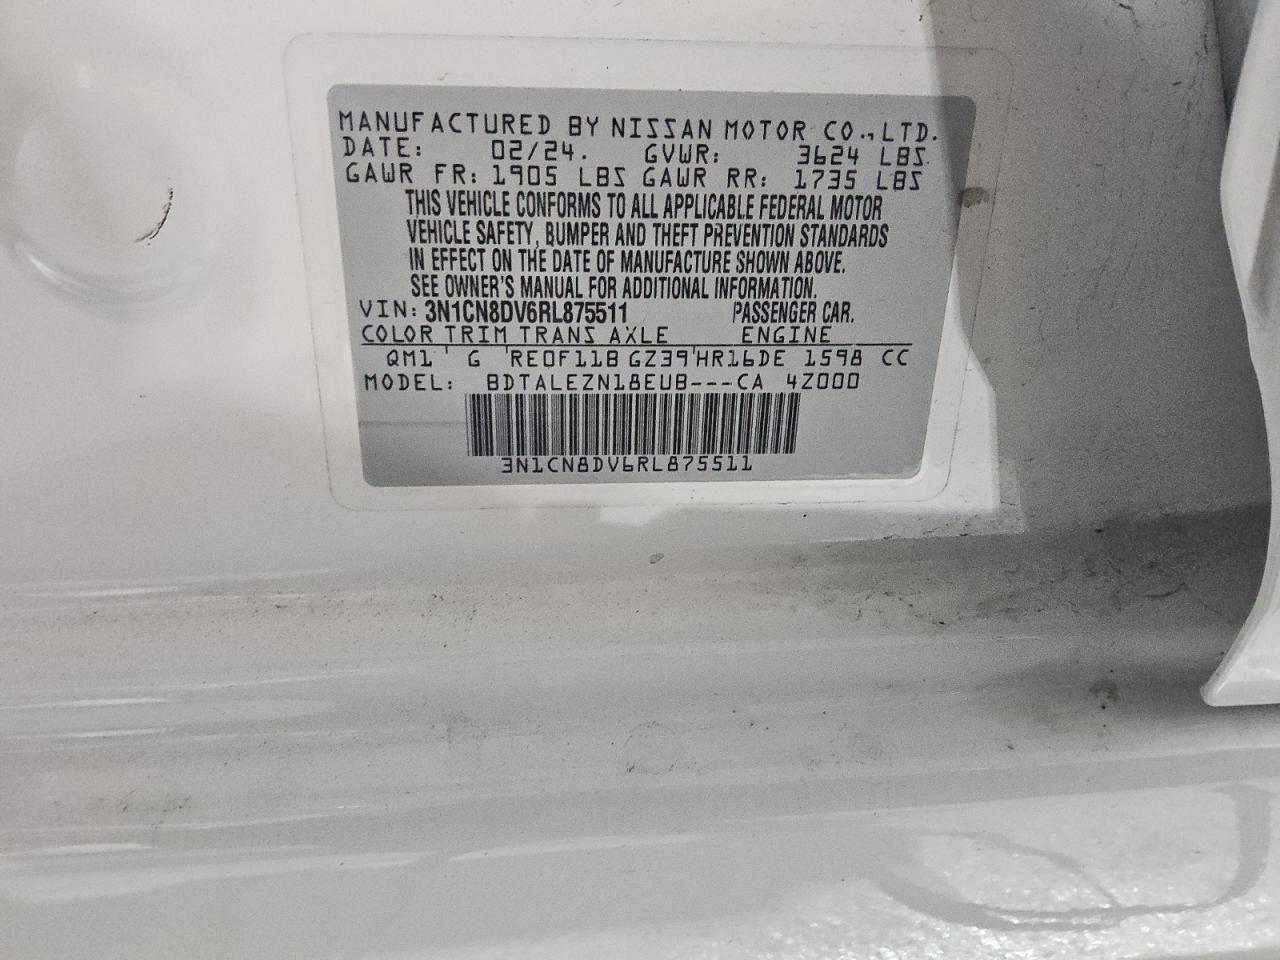 MANUFACTURED BY NISSAN MOTOR CO., LTD.
DATE: 02/24. GVWR: 3624 LBS.
GAWR FR: 1905 LBS GAWR RR: 1735 LBS
THIS VEHICLE CONFORMS TO ALL APPLICABLE FEDERAL MOTOR
VEHICLE SAFETY, BUMPER AND THEFT PREVENTION STANDARDS
IN EFFECT ON THE DATE OF MANUFACTURE SHOWN ABOVE.
SEE OWNER'S MANUAL FOR ADDITIONAL INFORMATION.
VIN: 3N1CN8DV6RL875511 PASSENGER CAR.
COLOR TRIM TRANS AXLE ENGINE
QM1 G RE0F11B GZ39 HR16DE 1598 CC
MODEL: BDTALEZN18EUB---CA 4Z000
3N1CN8DV6RL875511